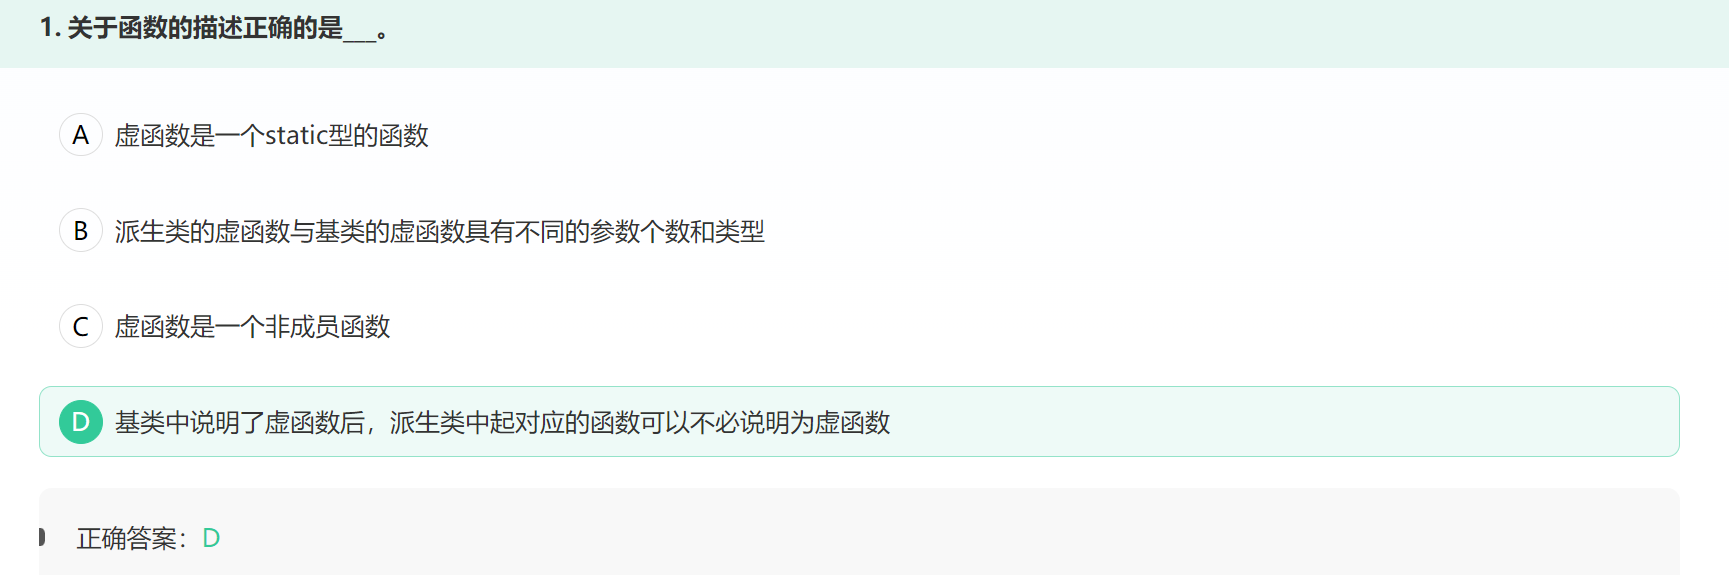 1. 关于函数的描述正确的是___。
A 虚函数是一个static型的函数
B 派生类的虚函数与基类的虚函数具有不同的参数个数和类型
C 虚函数是一个非成员函数
D 基类中说明了虚函数后，派生类中起对应的函数可以不必说明为虚函数
正确答案：D